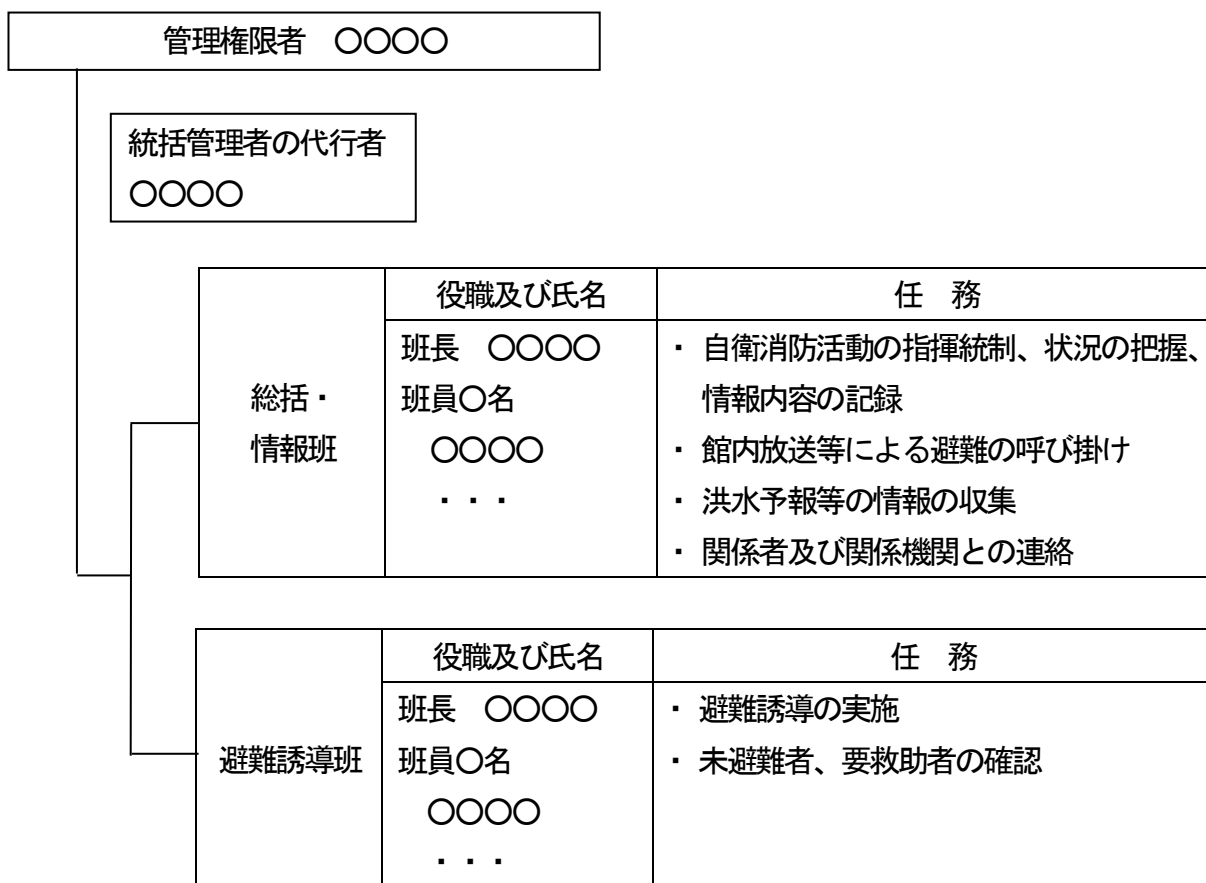 管理権限者　〇〇〇〇
統括管理者の代行者
〇〇〇〇
役職及び氏名
任　務
総括・
情報班
班長　〇〇〇〇
班員〇名
〇〇〇〇
・・・
・ 自衛消防活動の指揮統制、状況の把握、
情報内容の記録
・ 館内放送等による避難の呼び掛け
・ 洪水予報等の情報の収集
・ 関係者及び関係機関との連絡
役職及び氏名
任　務
避難誘導班
班長　〇〇〇〇
班員〇名
〇〇〇〇
・・・
・ 避難誘導の実施
・ 未避難者、要救助者の確認